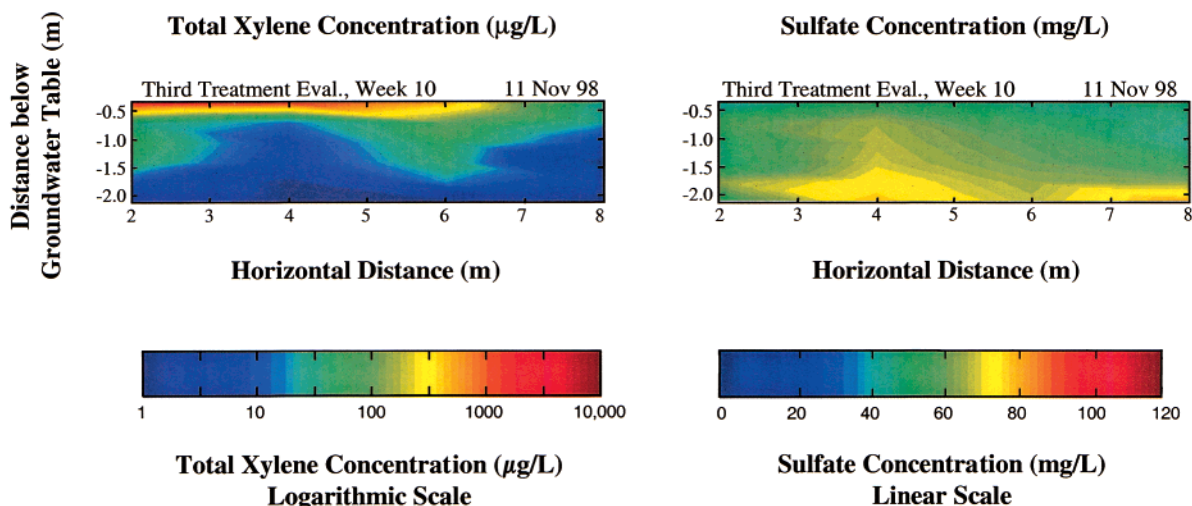 Total Xylene Concentration (μg/L)
Sulfate Concentration (mg/L)
Distance below
Groundwater Table (m)
Third Treatment Eval., Week 10 11 Nov 98
-0.5
-1.0
-1.5
-2.0
2 3 4 5 6 7 8
Horizontal Distance (m)
Third Treatment Eval., Week 10 11 Nov 98
-0.5
-1.0
-1.5
-2.0
2 3 4 5 6 7 8
Horizontal Distance (m)
1 10 100 1000 10,000
Total Xylene Concentration (μg/L)
Logarithmic Scale
0 20 40 60 80 100 120
Sulfate Concentration (mg/L)
Linear Scale